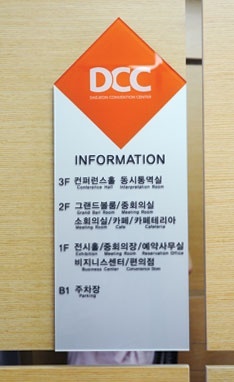 DCC
DAEJEON CONVENTION CENTER
INFORMATION
3F 컨퍼런스홀 동시통역실
Conference Hall Interpretation Room
2F 그랜드볼룸/중회의실
Grand Ball Room Meeting Room
소회의실/카페/카페테리아
Meeting Room Cafe Cafeteria
1F 전시홀/중회의장/예약사무실
Exhibition Meeting Room Reservation Office
비지니스센터/편의점
Business Center Convenience Stor
B1 주차장
Parking